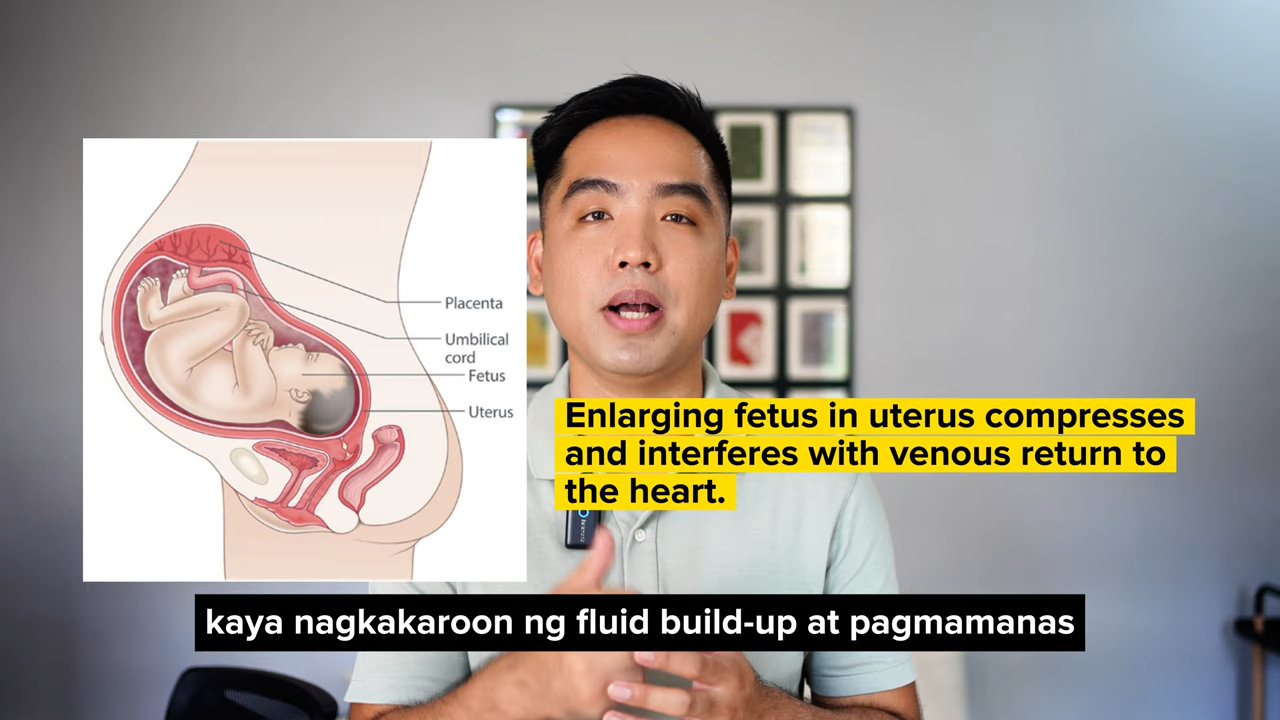 Placenta
Umbilical
cord
Fetus
Uterus
Enlarging fetus in uterus compresses
and interferes with venous return to
the heart.
kaya nagkakaroon ng fluid build-up at pagmamanas